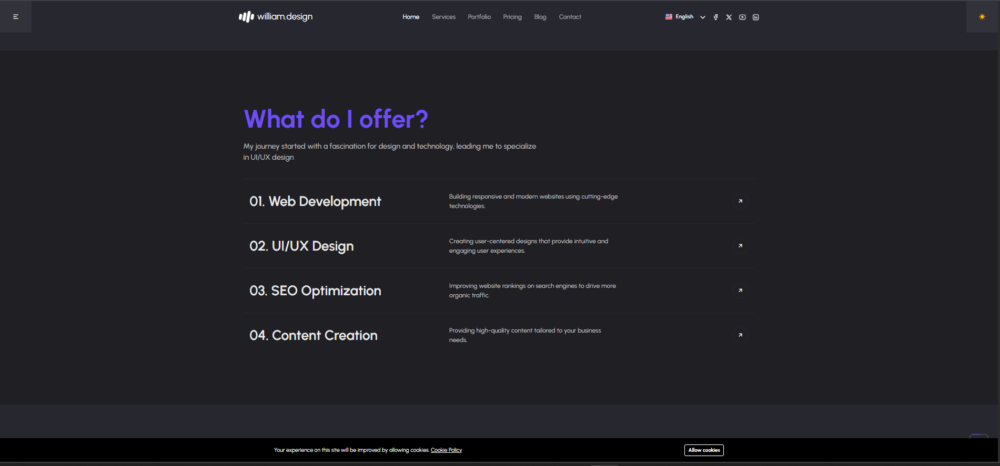 william.design
Home Services Portfolio Pricing Blog Contact
English
What do I offer?
My journey started with a fascination for design and technology, leading me to specialize
in UI/UX design
01. Web Development
Building responsive and modern websites using cutting-edge
technologies.
02. UI/UX Design
Creating user-centered designs that provide intuitive and
engaging user experiences.
03. SEO Optimization
Improving website rankings on search engines to drive more
organic traffic.
04. Content Creation
Providing high-quality content tailored to your business
needs.
Your experience on this site will be improved by allowing cookies. Cookie Policy
Allow cookies